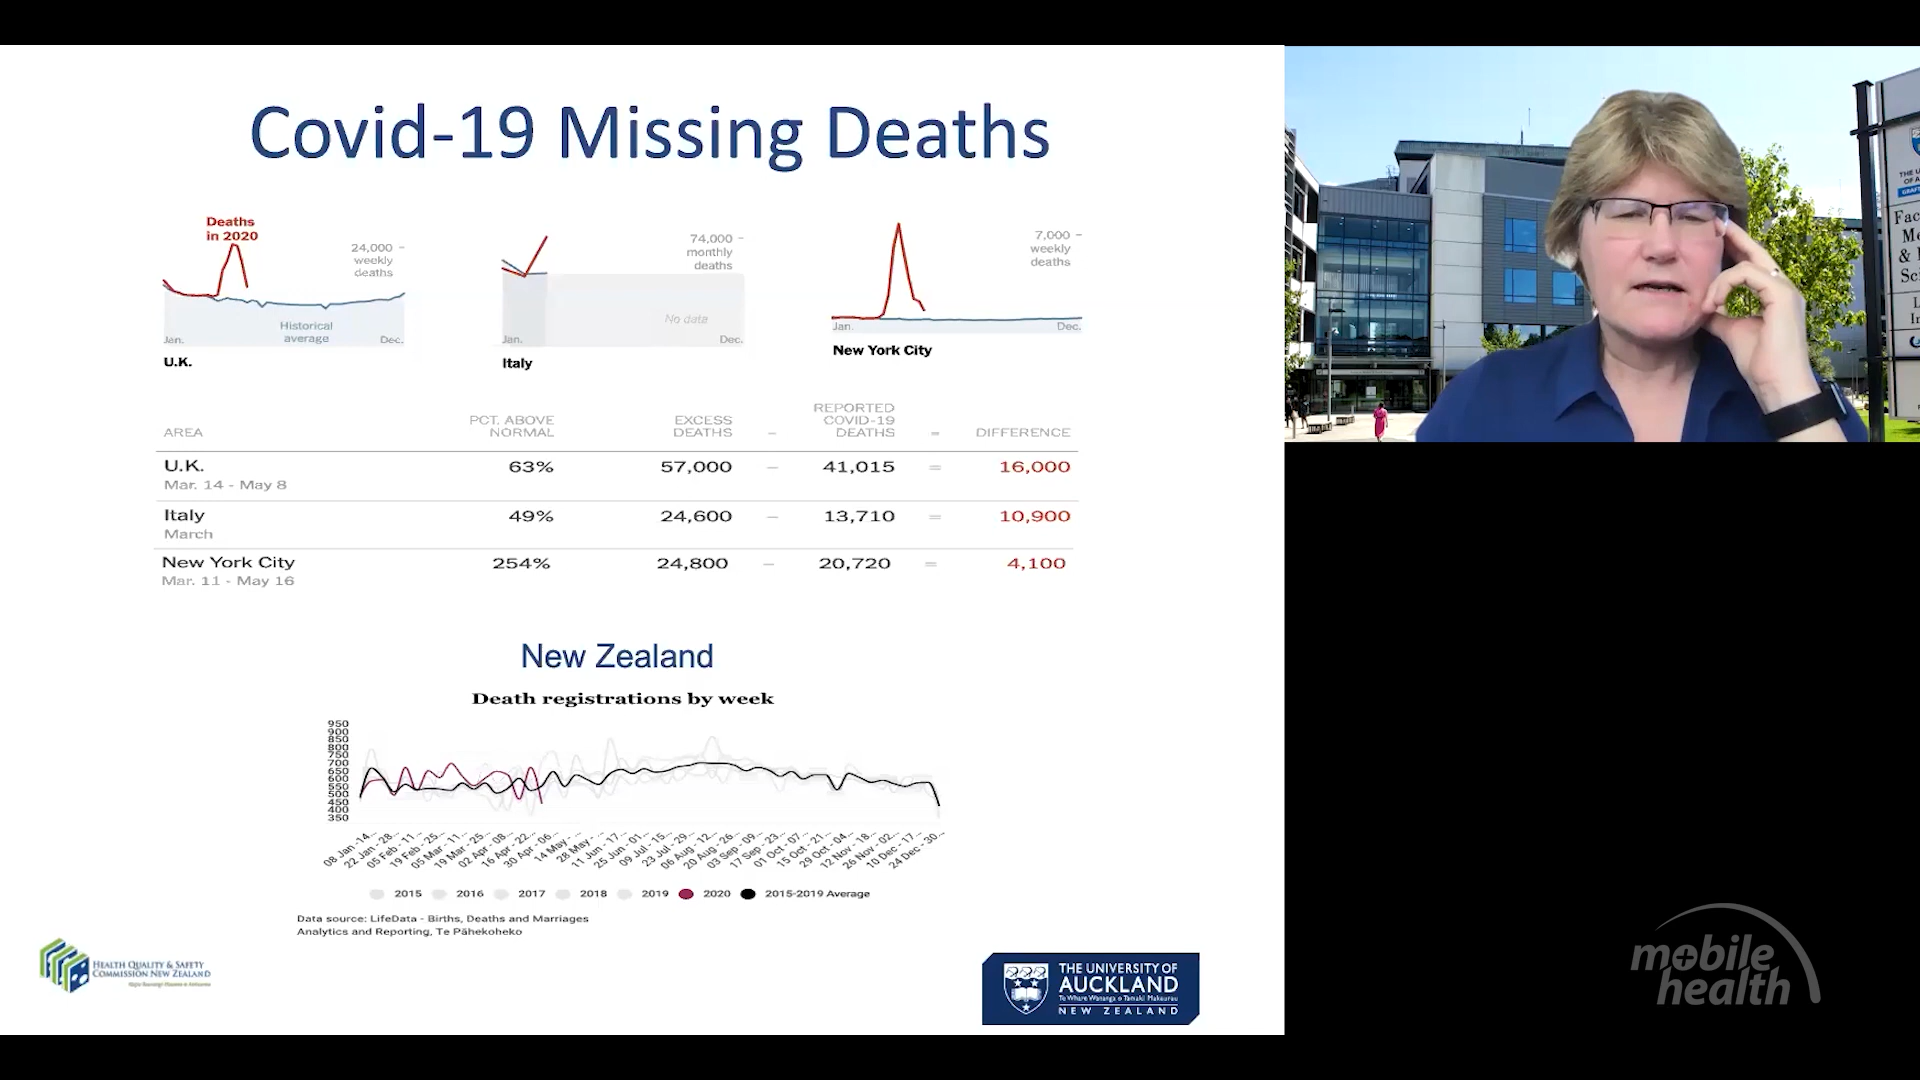 Covid-19 Missing Deaths
Deaths
in 2020
24,000
weekly
deaths
Historical
average
Jan.
Dec.
U.K.
74,000
monthly
deaths
No data
Jan.
Dec.
Italy
7,000
weekly
deaths
Jan.
Dec.
New York City
AREA
PCT. ABOVE
NORMAL
EXCESS
DEATHS
–
REPORTED
COVID-19
DEATHS
=
DIFFERENCE
U.K. 63% 57,000 – 41,015 = 16,000
Mar. 14 - May 8
Italy 49% 24,600 – 13,710 = 10,900
March
New York City 254% 24,800 – 20,720 = 4,100
Mar. 11 - May 16
New Zealand
Death registrations by week
950
900
850
800
750
700
650
600
550
500
450
400
350
08 Jan -14...
22 Jan -28...
05 Feb -11...
19 Feb -25...
05 Mar -11...
19 Mar -25...
02 Apr -08...
16 Apr -22...
30 Apr -06...
14 May -...
28 May -...
11 Jun -17...
25 Jun -01...
09 Jul -15...
23 Jul -29...
06 Aug -12...
20 Aug -26...
03 Sep -09...
17 Sep -23...
01 Oct -07...
15 Oct -21...
29 Oct -04...
12 Nov -18...
26 Nov -02...
10 Dec -17...
24 Dec -30...
2015 2016 2017 2018 2019 2020 2015-2019 Average
Data source: LifeData - Births, Deaths and Marriages
Analytics and Reporting, Te Pāhekoheko
HEALTH QUALITY & SAFETY
COMMISSION NEW ZEALAND
THE UNIVERSITY OF
AUCKLAND
Te Whare Wānanga o Tāmaki Makaurau
NEW ZEALAND
THE U
OF A
Fac
Me
&
Sc
mobile
health